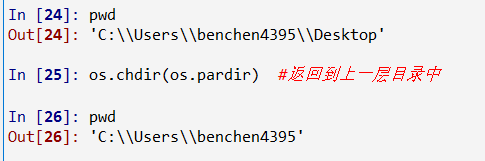 In [24]: pwd
Out[24]: 'C:\\Users\\benchen4395\\Desktop'
In [25]: os.chdir(os.pardir)  #返回到上一层目录中
In [26]: pwd
Out[26]: 'C:\\Users\\benchen4395'